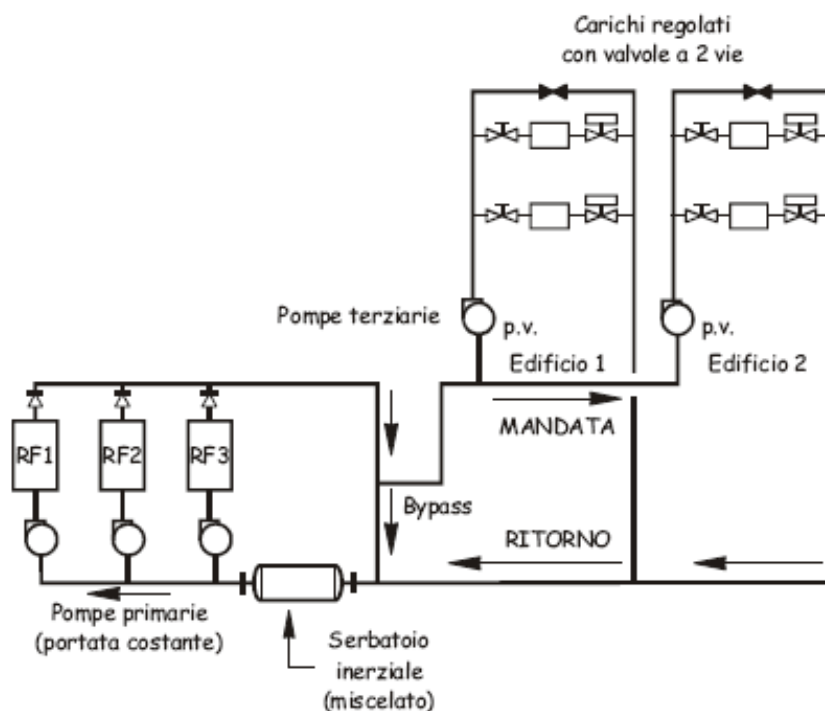 Carichi regolati
con valvole a 2 vie
Pompe terziarie
p.v.
p.v.
Edificio 1
Edificio 2
MANDATA
RF1
RF2
RF3
Bypass
RITORNO
Pompe primarie
(portata costante)
Serbatoio
inerziale
(miscelato)